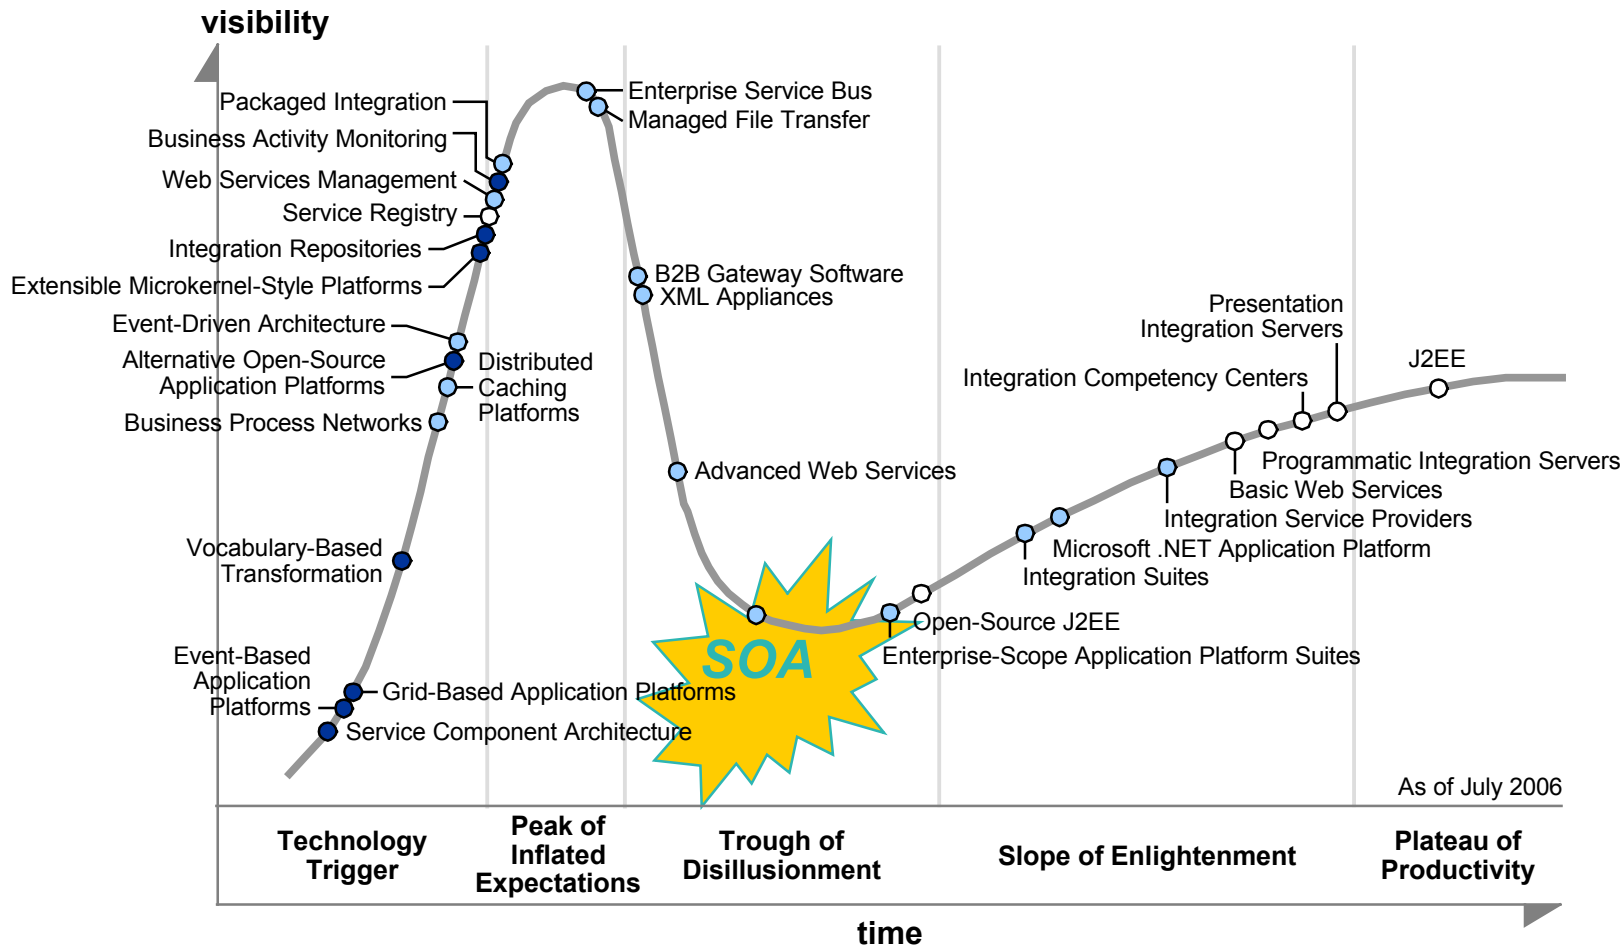 visibility
Packaged Integration
Business Activity Monitoring
Web Services Management
Service Registry
Integration Repositories
Extensible Microkernel-Style Platforms
Event-Driven Architecture
Alternative Open-Source
Application Platforms
Distributed
Caching
Platforms
Business Process Networks
Vocabulary-Based
Transformation
Event-Based
Application
Platforms
Grid-Based Application Platforms
Service Component Architecture
Enterprise Service Bus
Managed File Transfer
B2B Gateway Software
XML Appliances
Advanced Web Services
SOA
Open-Source J2EE
Enterprise-Scope Application Platform Suites
Presentation
Integration Servers
Integration Competency Centers
J2EE
Programmatic Integration Servers
Basic Web Services
Integration Service Providers
Microsoft .NET Application Platform
Integration Suites
As of July 2006
Technology
Trigger
Peak of
Inflated
Expectations
Trough of
Disillusionment
Slope of Enlightenment
Plateau of
Productivity
time